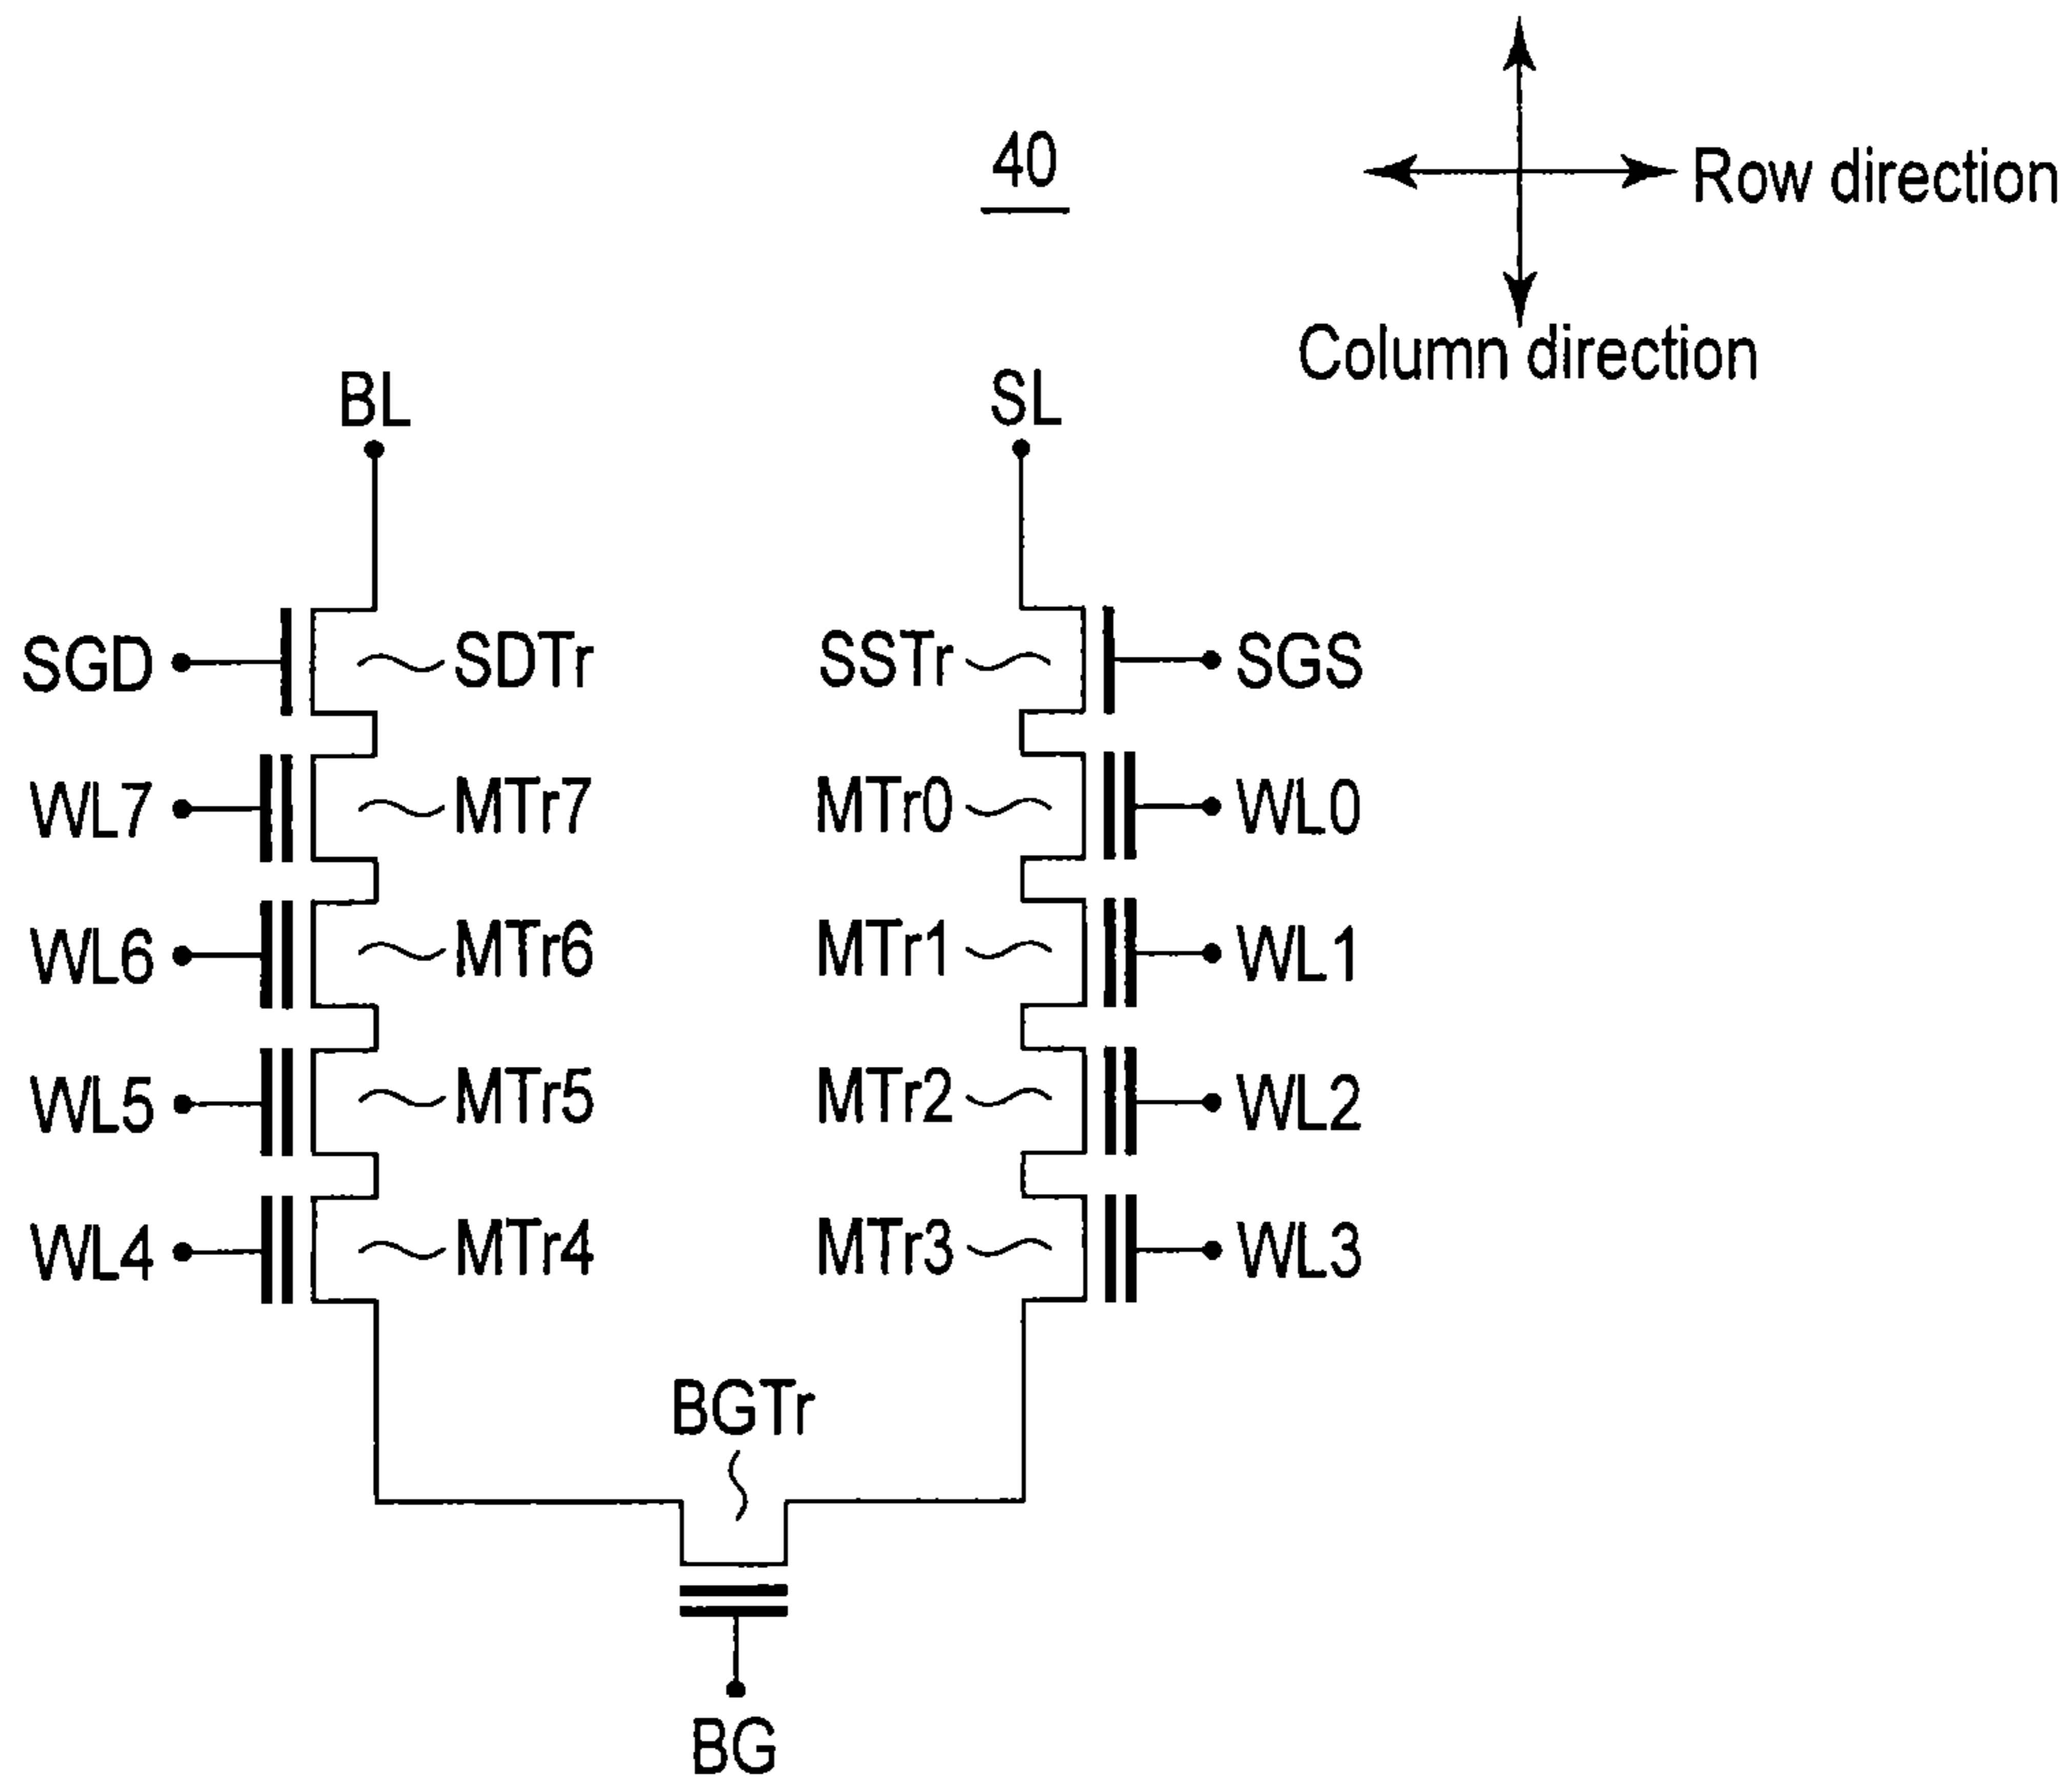 40
Row direction
Column direction
BL
SL
SGD
SDTr
SSTr
SGS
WL7
MTr7
MTr0
WL0
WL6
MTr6
MTr1
WL1
WL5
MTr5
MTr2
WL2
WL4
MTr4
MTr3
WL3
BGTr
BG